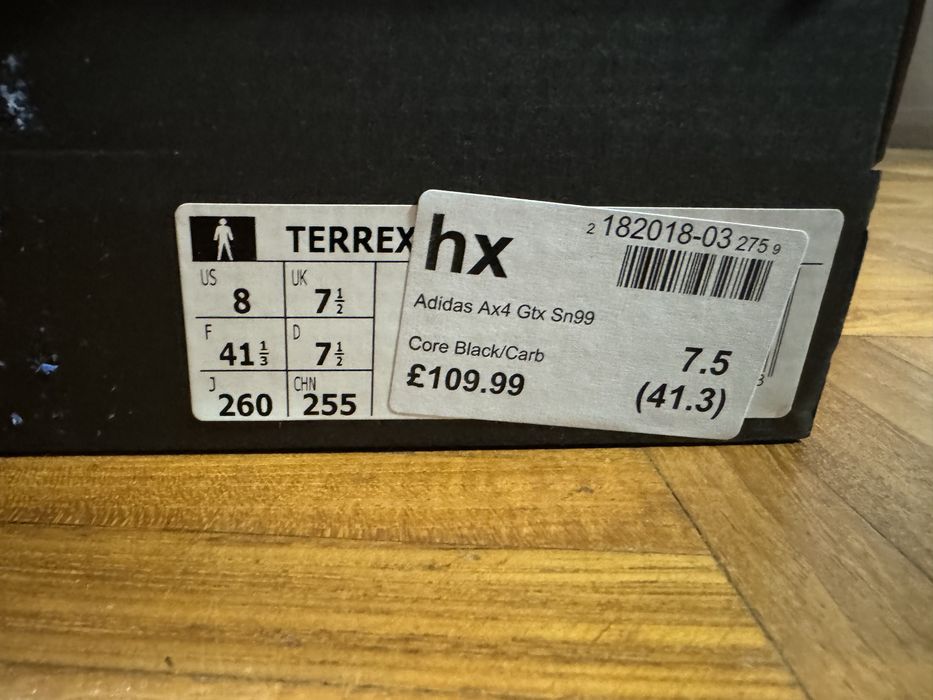 TERREX
US
8
UK
7½
F
41⅓
D
7½
J
260
CHN
255
hx
2 182018-03 275 9
Adidas Ax4 Gtx Sn99
Core Black/Carb
£109.99
7.5
(41.3)
3